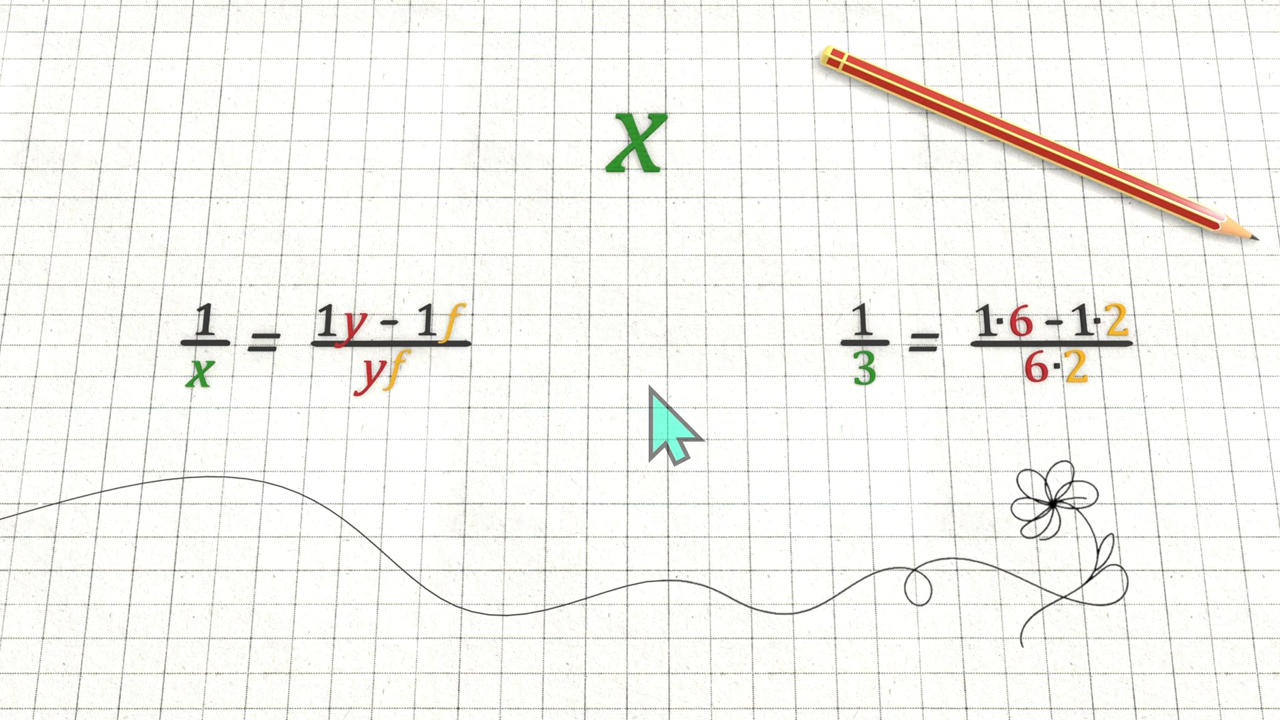 x
1/x = (1y - 1f)/(yf)
1/3 = (1·6 - 1·2)/(6·2)